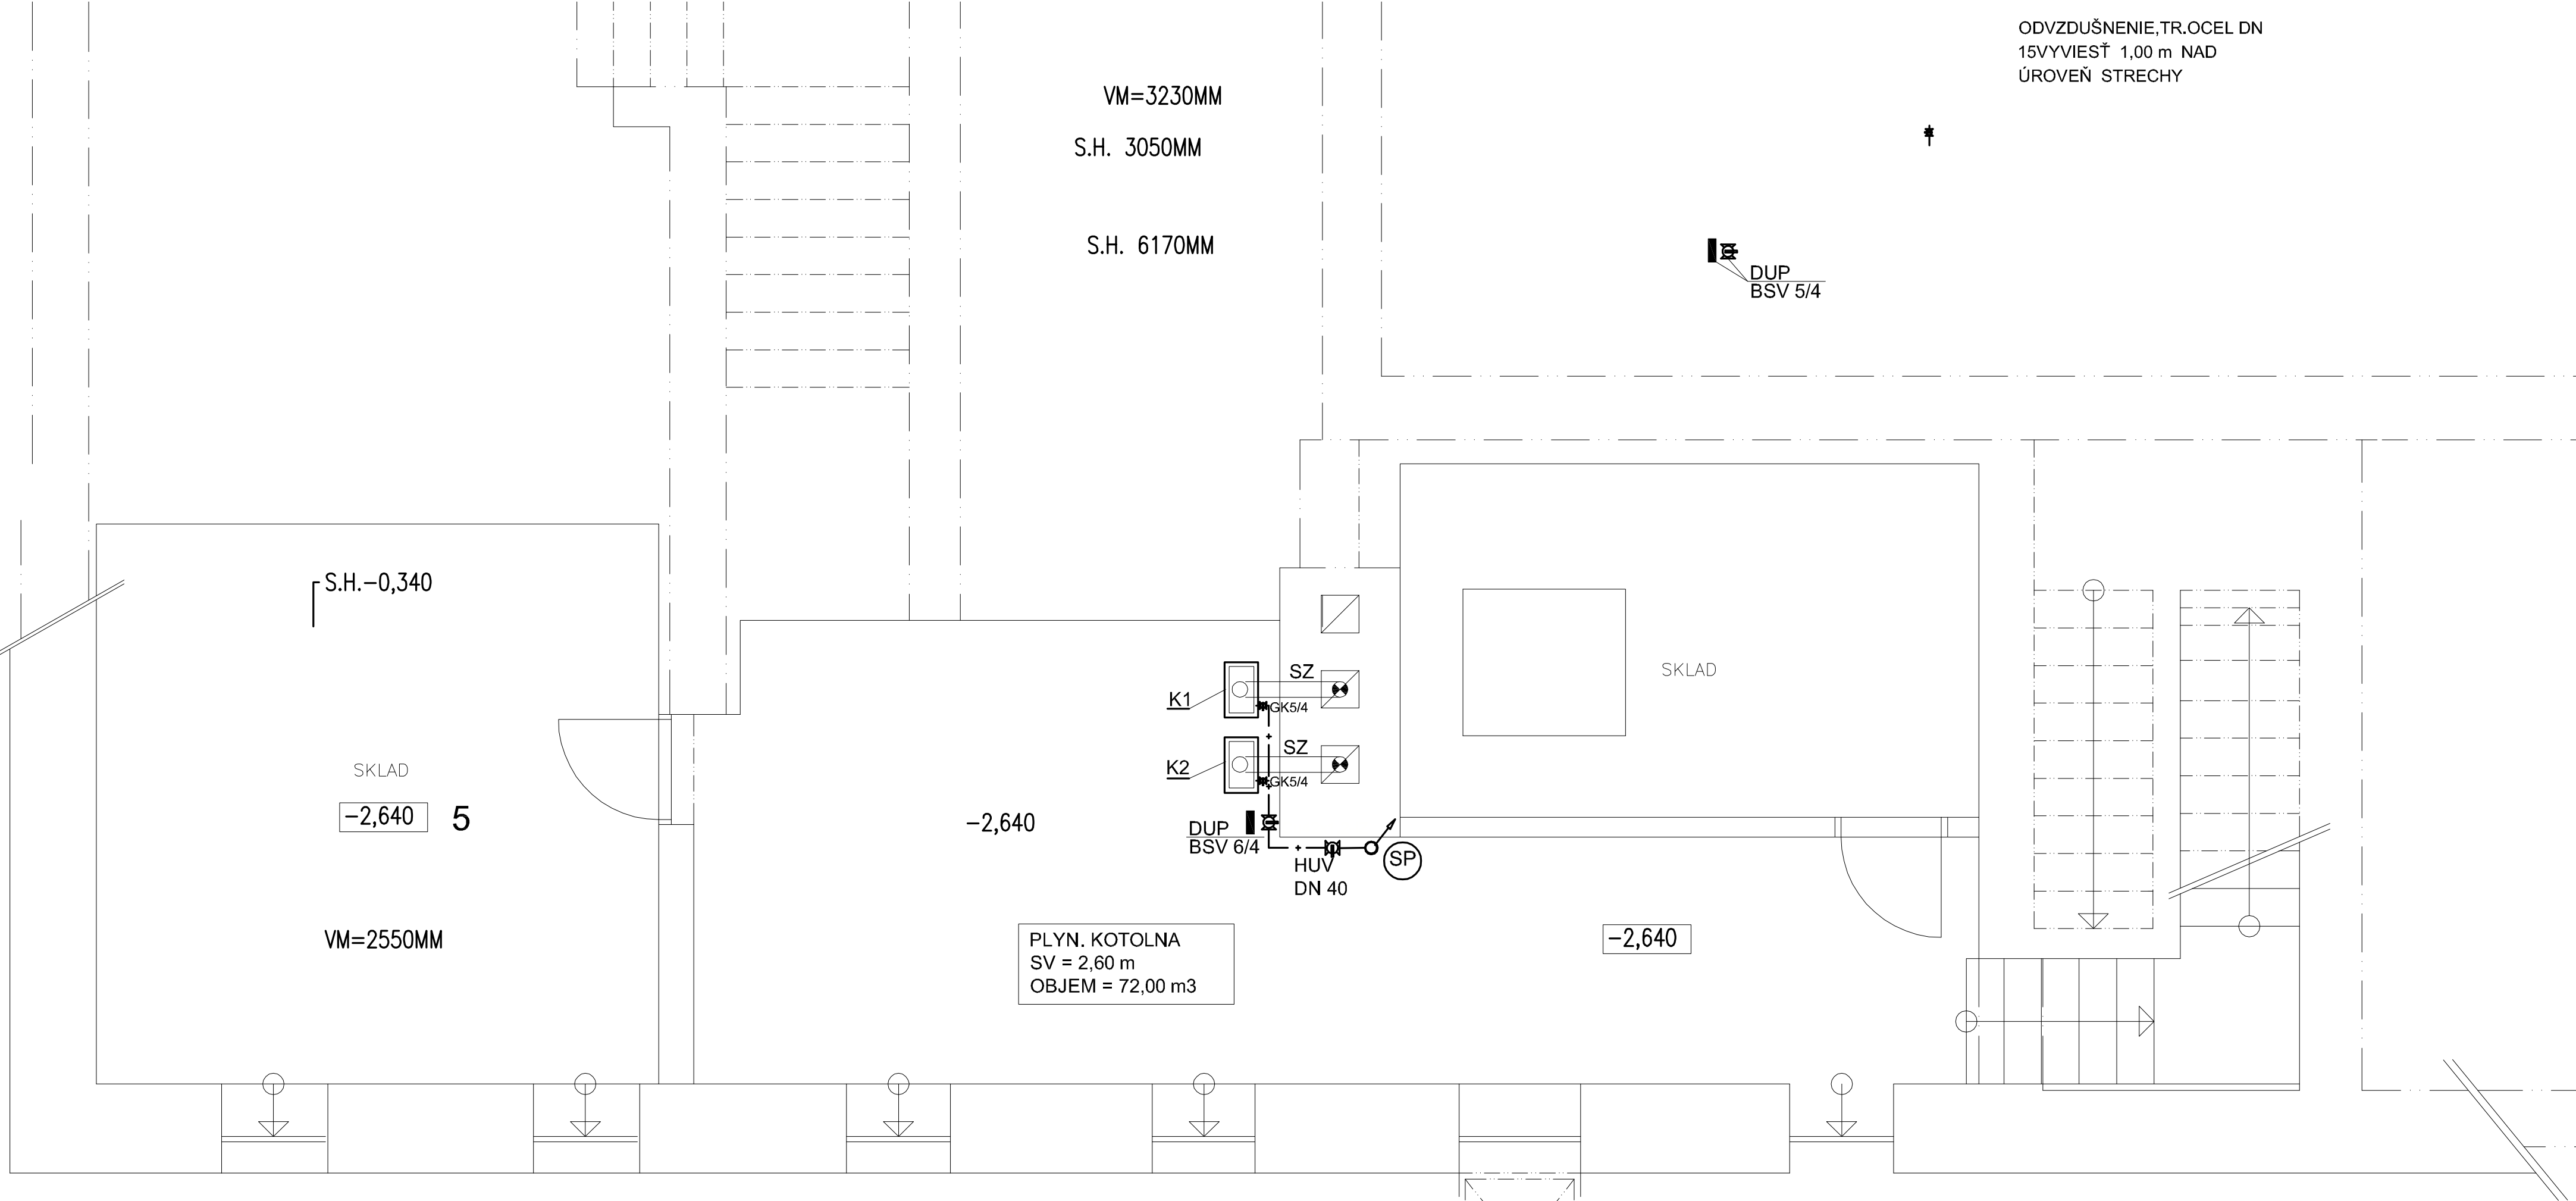 ODVZDUŠNENIE,TR.OCEL DN
15VYVIESŤ 1,00 m NAD
ÚROVEŇ STRECHY
VM=3230MM
S.H. 3050MM
S.H. 6170MM
DUP
BSV 5/4
S.H.-0,340
SKLAD
-2,640
5
VM=2550MM
K1
SZ
GK5/4
K2
SZ
GK5/4
-2,640
DUP
BSV 6/4
HUV
DN 40
SP
SKLAD
PLYN. KOTOLNA
SV = 2,60 m
OBJEM = 72,00 m3
-2,640